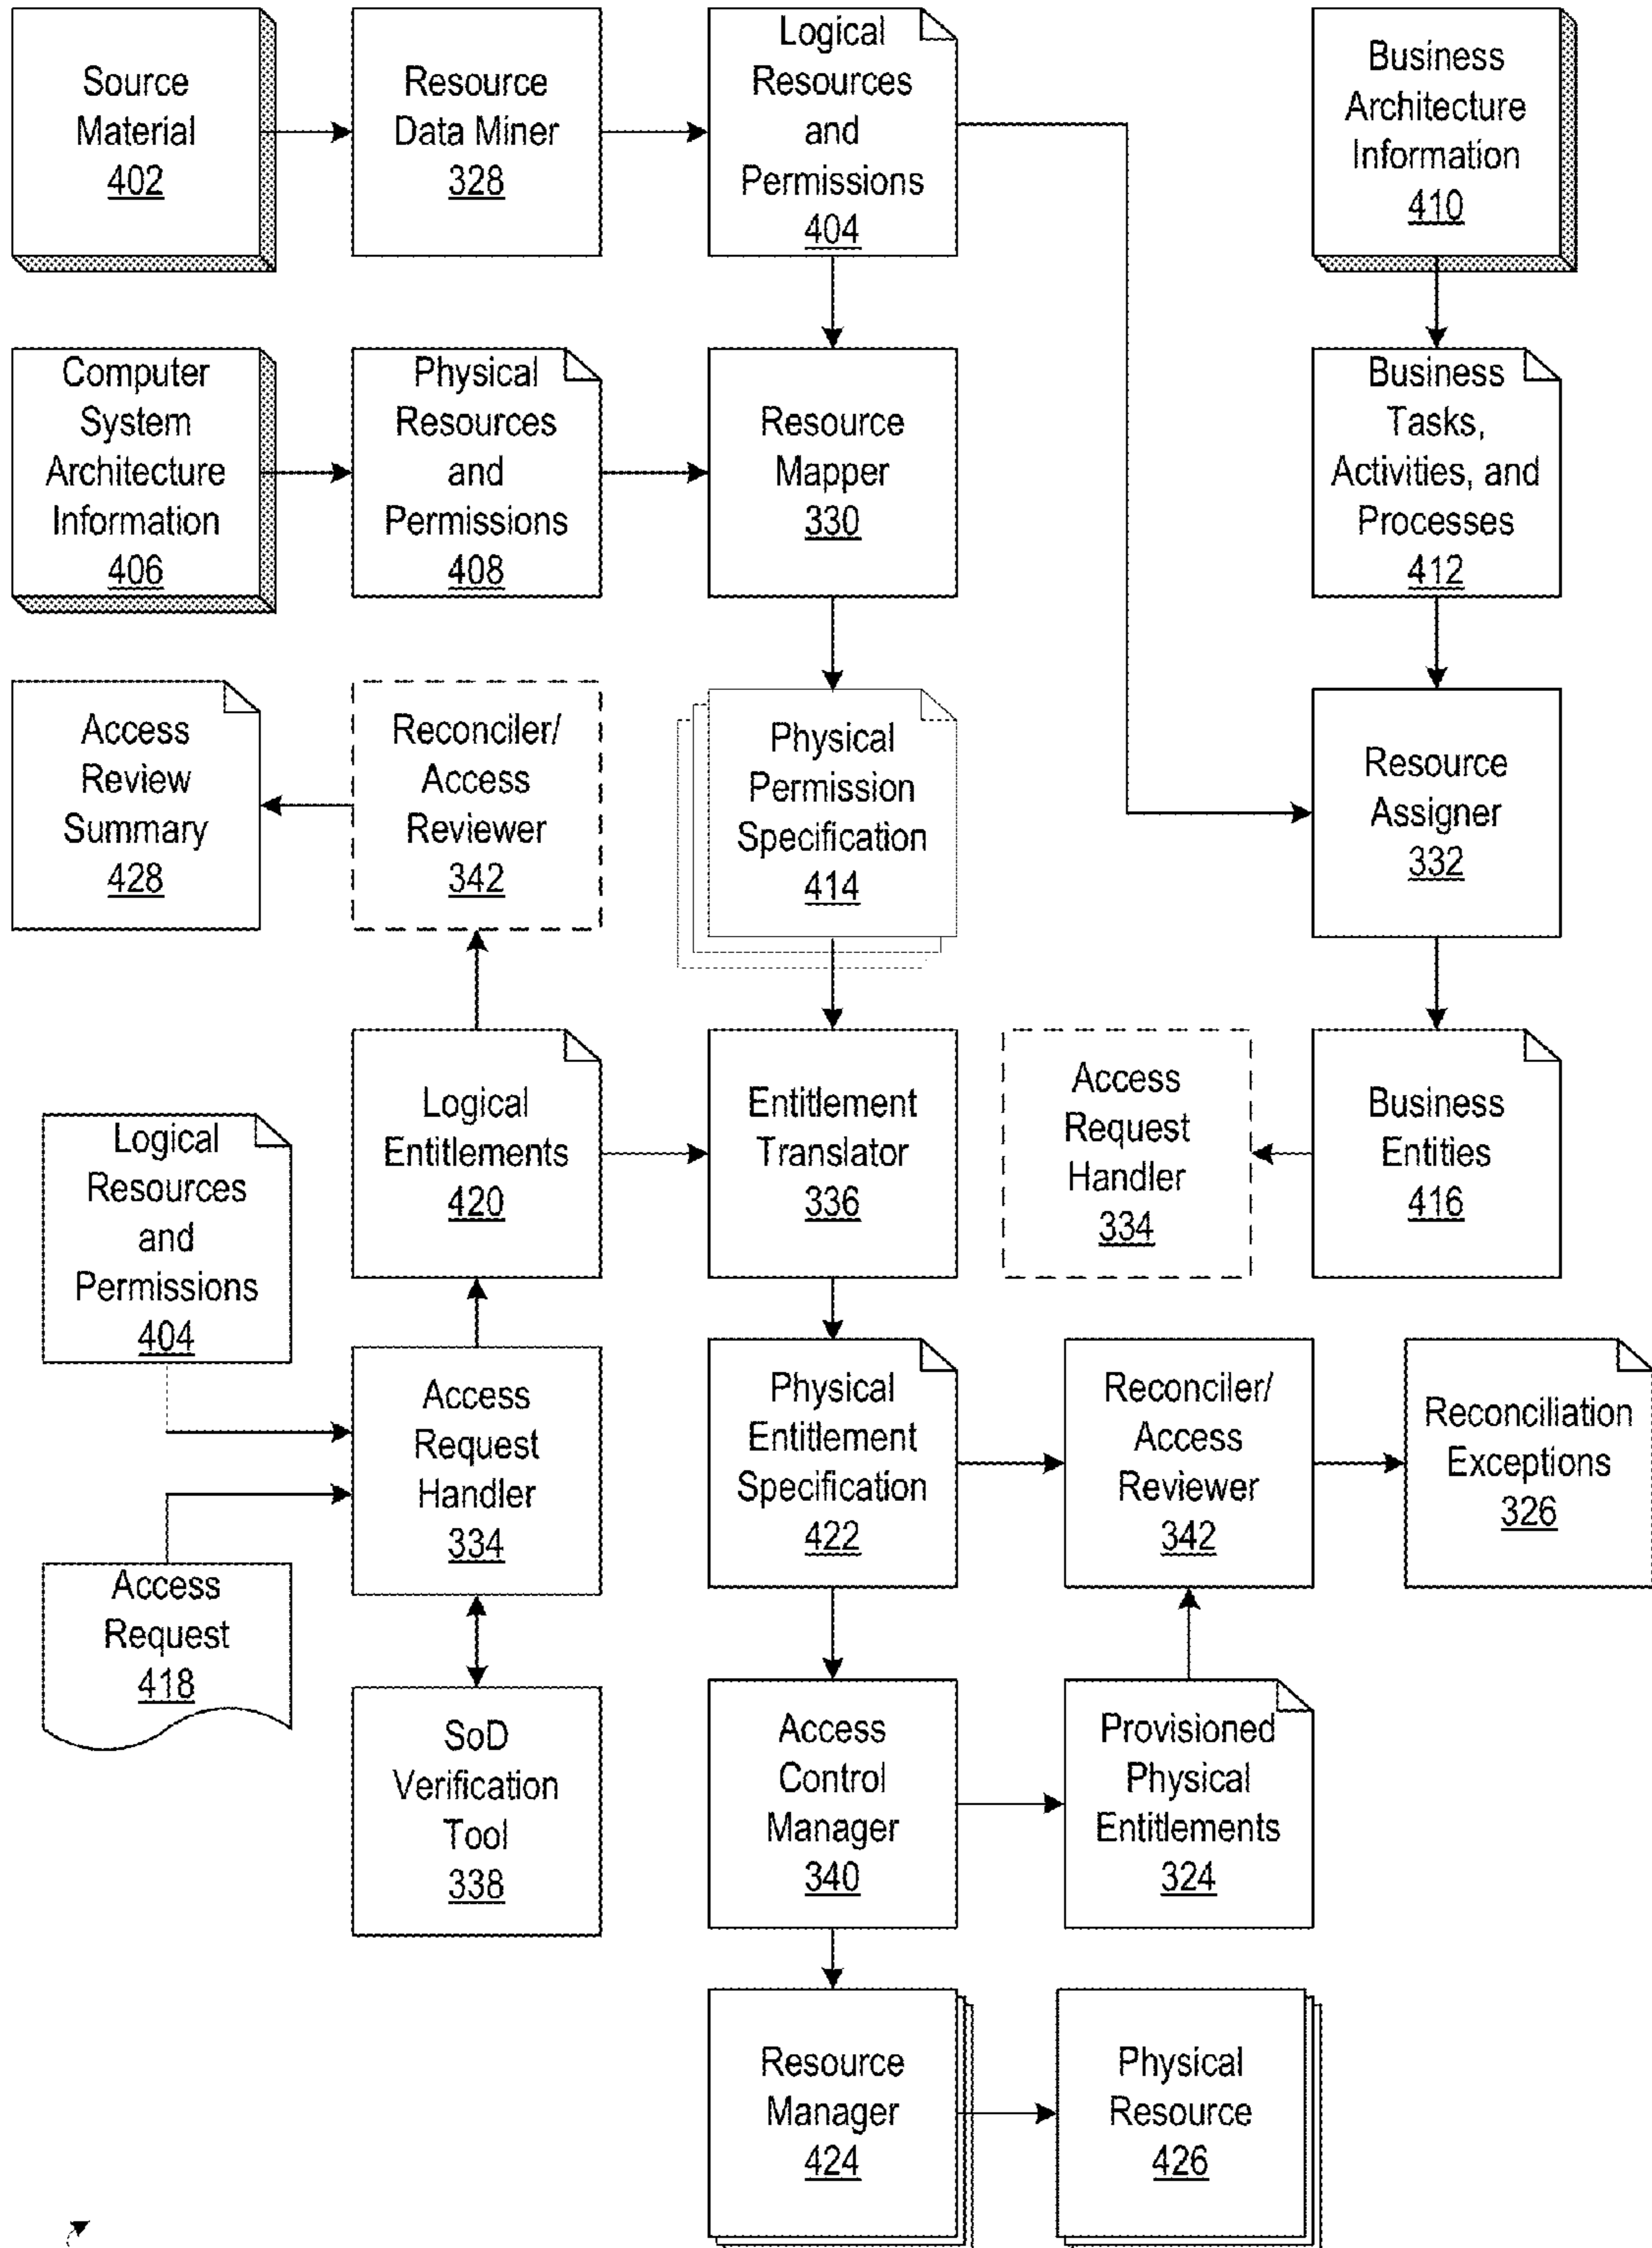 Source
Material
402
Resource
Data Miner
328
Logical
Resources
and
Permissions
404
Business
Architecture
Information
410
Computer
System
Architecture
Information
406
Physical
Resources
and
Permissions
408
Resource
Mapper
330
Business
Tasks,
Activities, and
Processes
412
Access
Review
Summary
428
Reconciler/
Access
Reviewer
342
Physical
Permission
Specification
414
Resource
Assigner
332
Logical
Resources
and
Permissions
404
Logical
Entitlements
420
Entitlement
Translator
336
Access
Request
Handler
334
Business
Entities
416
Access
Request
Handler
334
Physical
Entitlement
Specification
422
Reconciler/
Access
Reviewer
342
Reconciliation
Exceptions
326
Access
Request
418
SoD
Verification
Tool
338
Access
Control
Manager
340
Provisioned
Physical
Entitlements
324
Resource
Manager
424
Physical
Resource
426